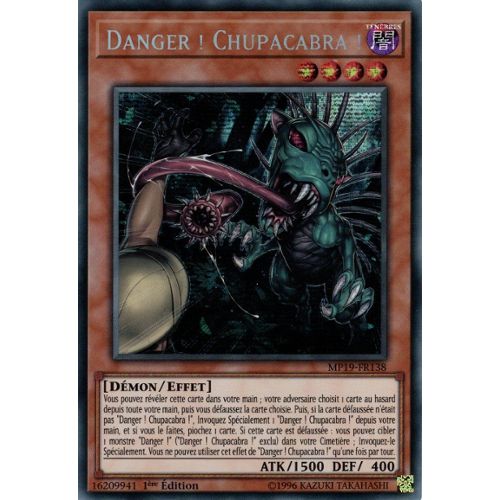 DANGER ! CHUPACABRA !
TENEBRES
闇
MP19-FR138
[DÉMON/EFFET]
Vous pouvez révéler cette carte dans votre main ; votre adversaire choisit 1 carte au hasard
depuis toute votre main, puis vous défaussez la carte choisie. Puis, si la carte défaussée n'était
pas "Danger ! Chupacabra !", Invoquez Spécialement 1 "Danger ! Chupacabra !" depuis votre
main, et si vous le faites, piochez 1 carte. Si cette carte est défaussée : vous pouvez cibler
1 monstre "Danger !" ("Danger ! Chupacabra !" exclu) dans votre Cimetière ; Invoquez-le
Spécialement. Vous ne pouvez utiliser cet effet de "Danger ! Chupacabra !" qu'une fois par tour.
ATK/1500 DEF/ 400
16209941 1ère Édition ©1996 KAZUKI TAKAHASHI